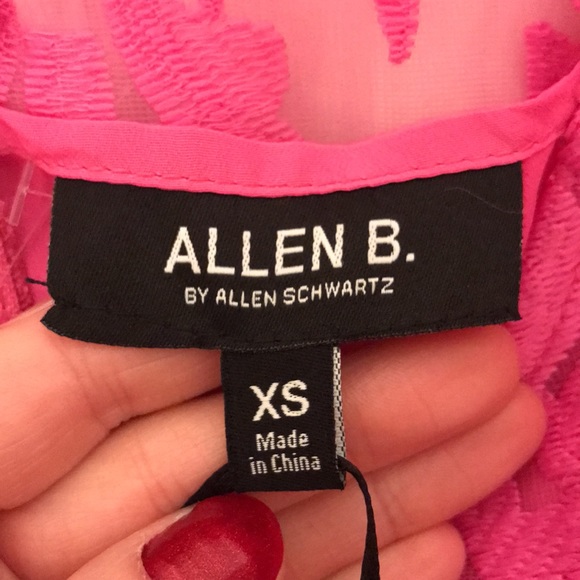 ALLEN B.
BY ALLEN SCHWARTZ
XS
Made
in China